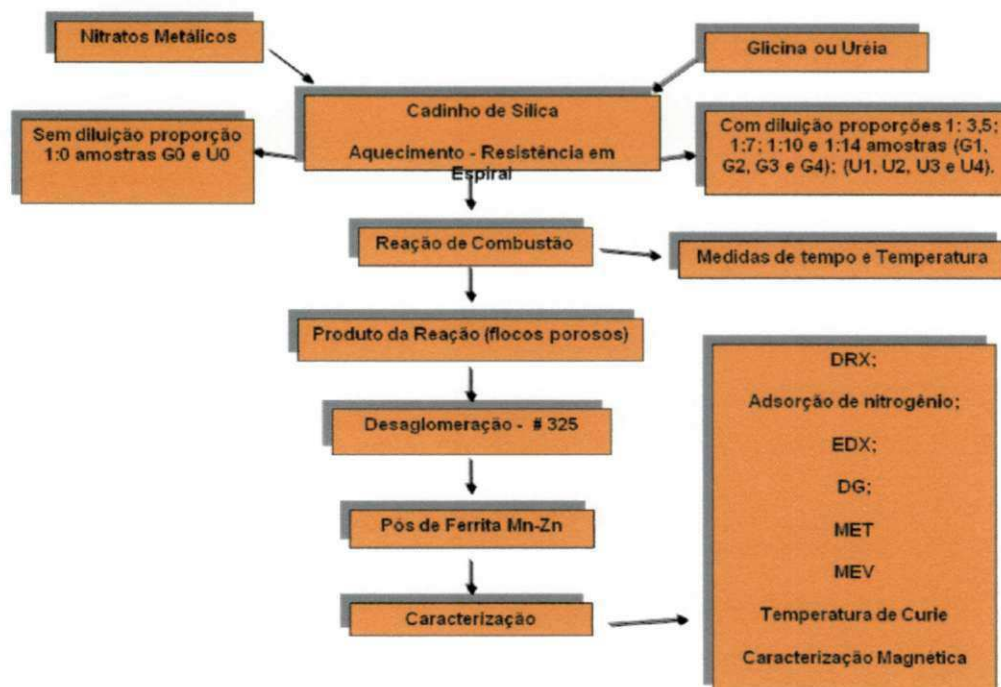 Nitratos Metálicos
Glicina ou Uréia
Cadinho de Sílica
Aquecimento - Resistência em
Espiral
Sem diluição proporção
1:0 amostras G0 e U0
Com diluição proporções 1: 3,5;
1:7; 1:10 e 1:14 amostras (G1,
G2, G3 e G4); (U1, U2, U3 e U4).
Reação de Combustão
Medidas de tempo e Temperatura
Produto da Reação (flocos porosos)
Desaglomeração - # 325
Pós de Ferrita Mn-Zn
Caracterização
DRX;
Adsorção de nitrogênio;
EDX;
DG;
MET
MEV
Temperatura de Curie
Caracterização Magnética